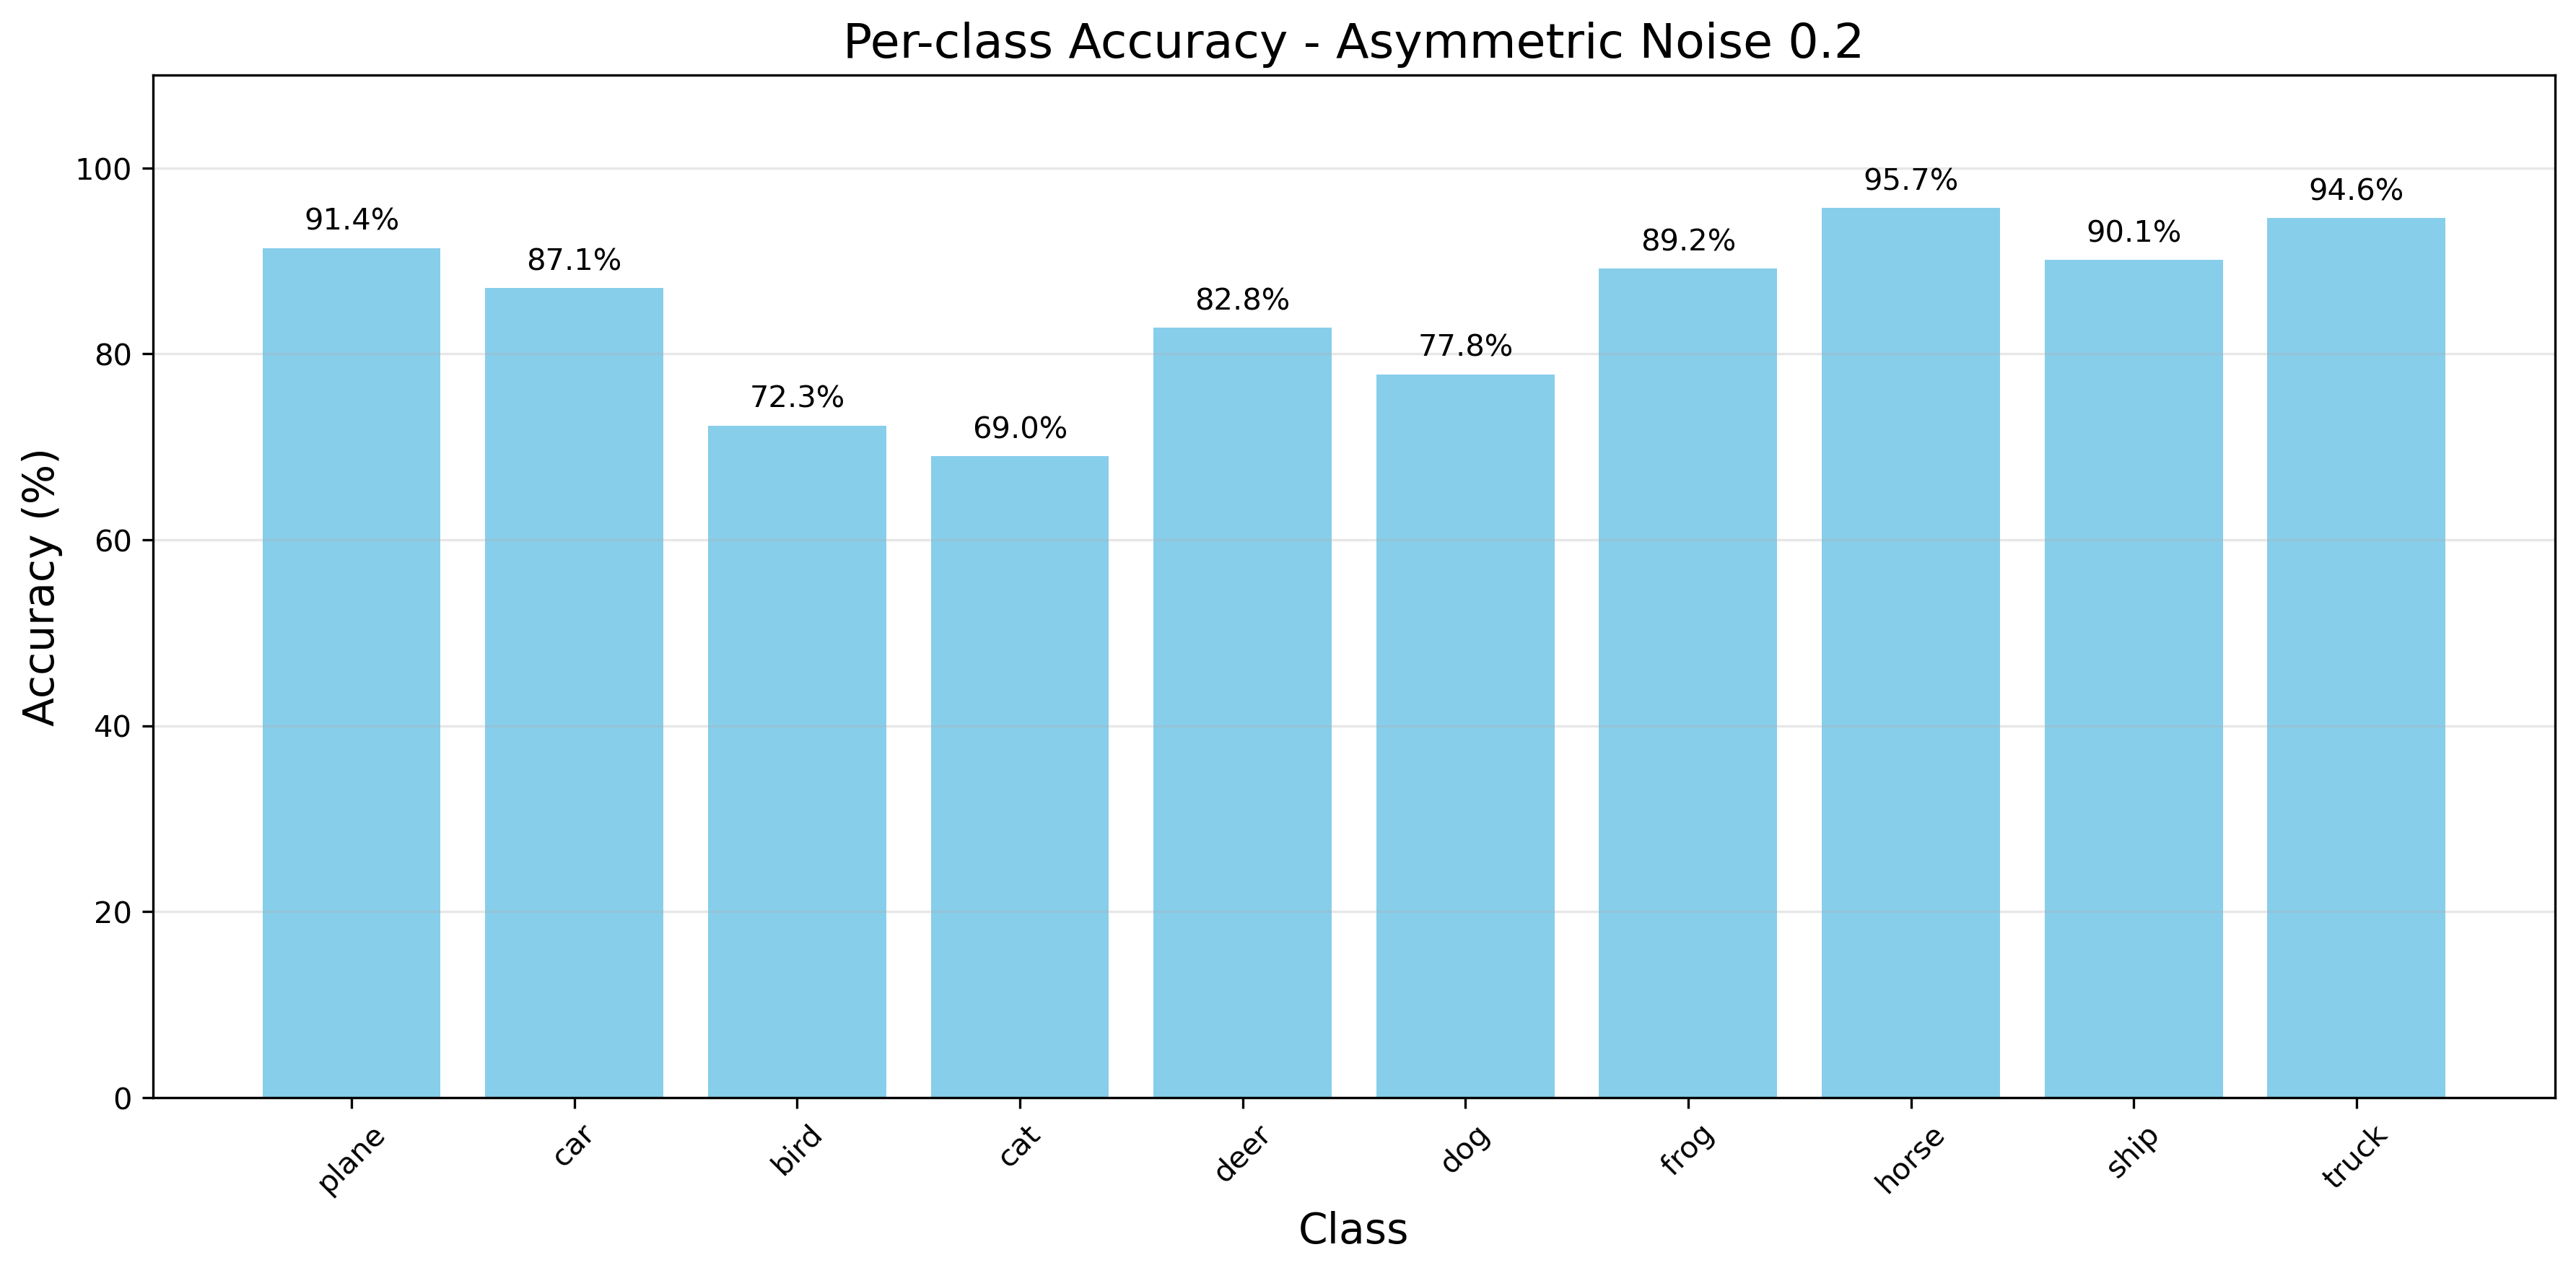 Per-class Accuracy - Asymmetric Noise 0.2
Accuracy (%)
100
80
60
40
20
0
91.4%
87.1%
72.3%
69.0%
82.8%
77.8%
89.2%
95.7%
90.1%
94.6%
plane
car
bird
cat
deer
dog
frog
horse
ship
truck
Class